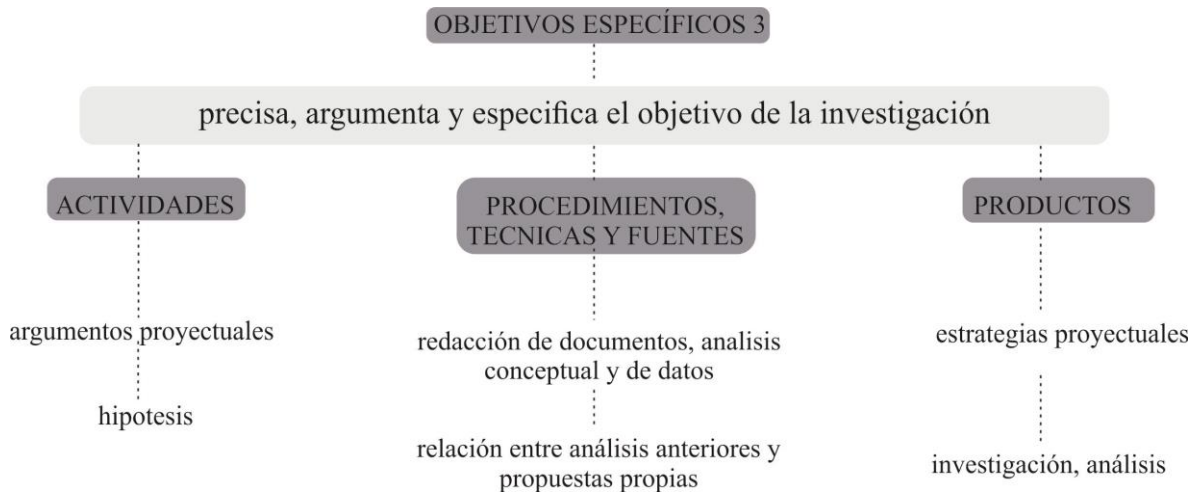 OBJETIVOS ESPECÍFICOS 3
precisa, argumenta y especifica el objetivo de la investigación
ACTIVIDADES
argumentos proyectuales
hipotesis
PROCEDIMIENTOS,
TECNICAS Y FUENTES
redacción de documentos, analisis
conceptual y de datos
relación entre análisis anteriores y
propuestas propias
PRODUCTOS
estrategias proyectuales
investigación, análisis